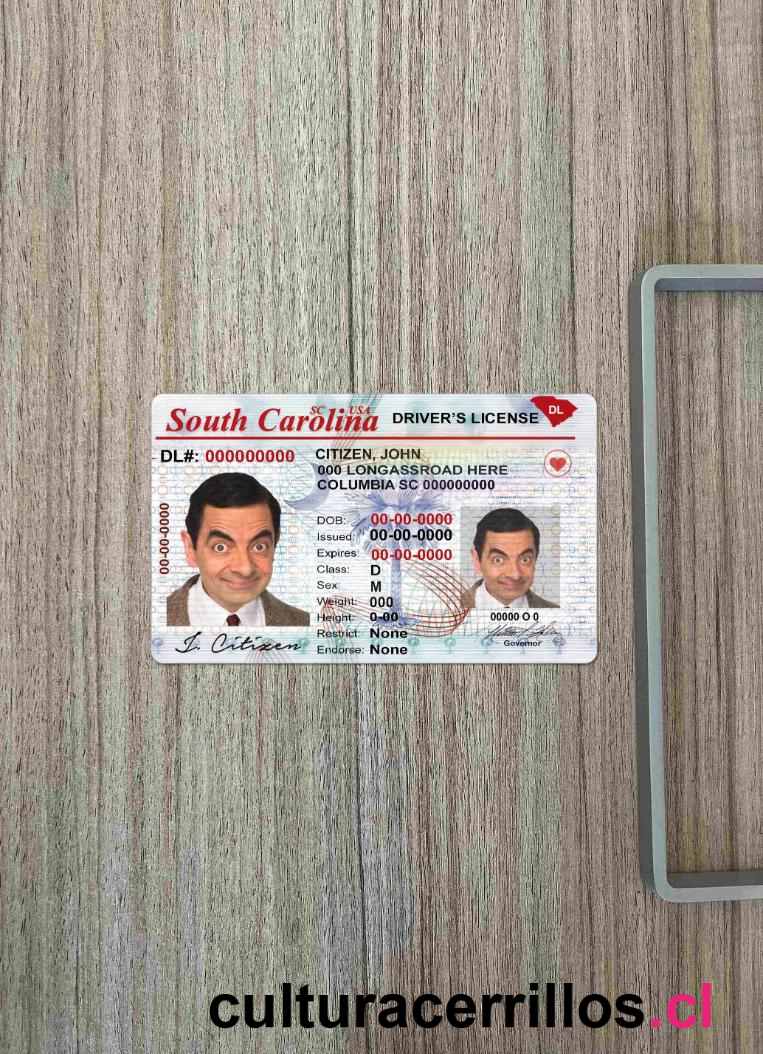 South Carolina
SC USA
DRIVER'S LICENSE
DL
DL#: 000000000
CITIZEN, JOHN
000 LONGASSROAD HERE
COLUMBIA SC 000000000
00-00-0000
DOB: 00-00-0000
Issued: 00-00-0000
Expires: 00-00-0000
Class: D
Sex: M
Weight: 000
Height: 0-00
Restrict: None
Endorse: None
J. Citizen
00000 O 0
Governor
culturacerrillos.cl